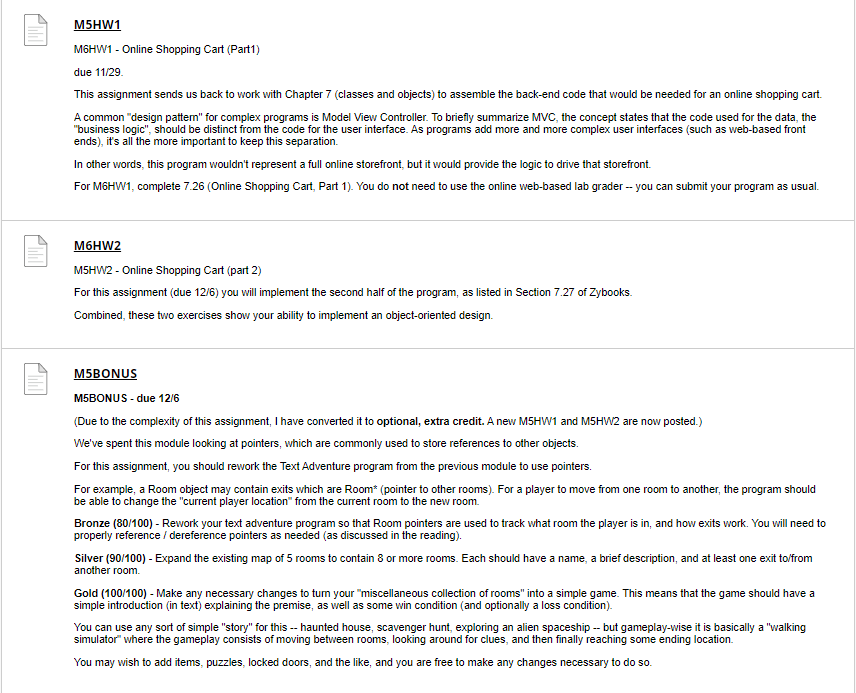 M5HW1
M6HW1 - Online Shopping Cart (Part1)
due 11/29.
This assignment sends us back to work with Chapter 7 (classes and objects) to assemble the back-end code that would be needed for an online shopping cart.
A common "design pattern" for complex programs is Model View Controller. To briefly summarize MVC, the concept states that the code used for the data, the
"business logic", should be distinct from the code for the user interface. As programs add more and more complex user interfaces (such as web-based front
ends), it's all the more important to keep this separation.
In other words, this program wouldn't represent a full online storefront, but it would provide the logic to drive that storefront.
For M6HW1, complete 7.26 (Online Shopping Cart, Part 1). You do not need to use the online web-based lab grader -- you can submit your program as usual.
M6HW2
M5HW2 - Online Shopping Cart (part 2)
For this assignment (due 12/6) you will implement the second half of the program, as listed in Section 7.27 of Zybooks.
Combined, these two exercises show your ability to implement an object-oriented design.
M5BONUS
M5BONUS - due 12/6
(Due to the complexity of this assignment, I have converted it to optional, extra credit. A new M5HW1 and M5HW2 are now posted.)
We've spent this module looking at pointers, which are commonly used to store references to other objects.
For this assignment, you should rework the Text Adventure program from the previous module to use pointers.
For example, a Room object may contain exits which are Room* (pointer to other rooms). For a player to move from one room to another, the program should
be able to change the "current player location" from the current room to the new room.
Bronze (80/100) - Rework your text adventure program so that Room pointers are used to track what room the player is in, and how exits work. You will need to
properly reference / dereference pointers as needed (as discussed in the reading).
Silver (90/100) - Expand the existing map of 5 rooms to contain 8 or more rooms. Each should have a name, a brief description, and at least one exit to/from
another room.
Gold (100/100) - Make any necessary changes to turn your "miscellaneous collection of rooms" into a simple game. This means that the game should have a
simple introduction (in text) explaining the premise, as well as some win condition (and optionally a loss condition).
You can use any sort of simple "story" for this -- haunted house, scavenger hunt, exploring an alien spaceship -- but gameplay-wise it is basically a "walking
simulator" where the gameplay consists of moving between rooms, looking around for clues, and then finally reaching some ending location.
You may wish to add items, puzzles, locked doors, and the like, and you are free to make any changes necessary to do so.